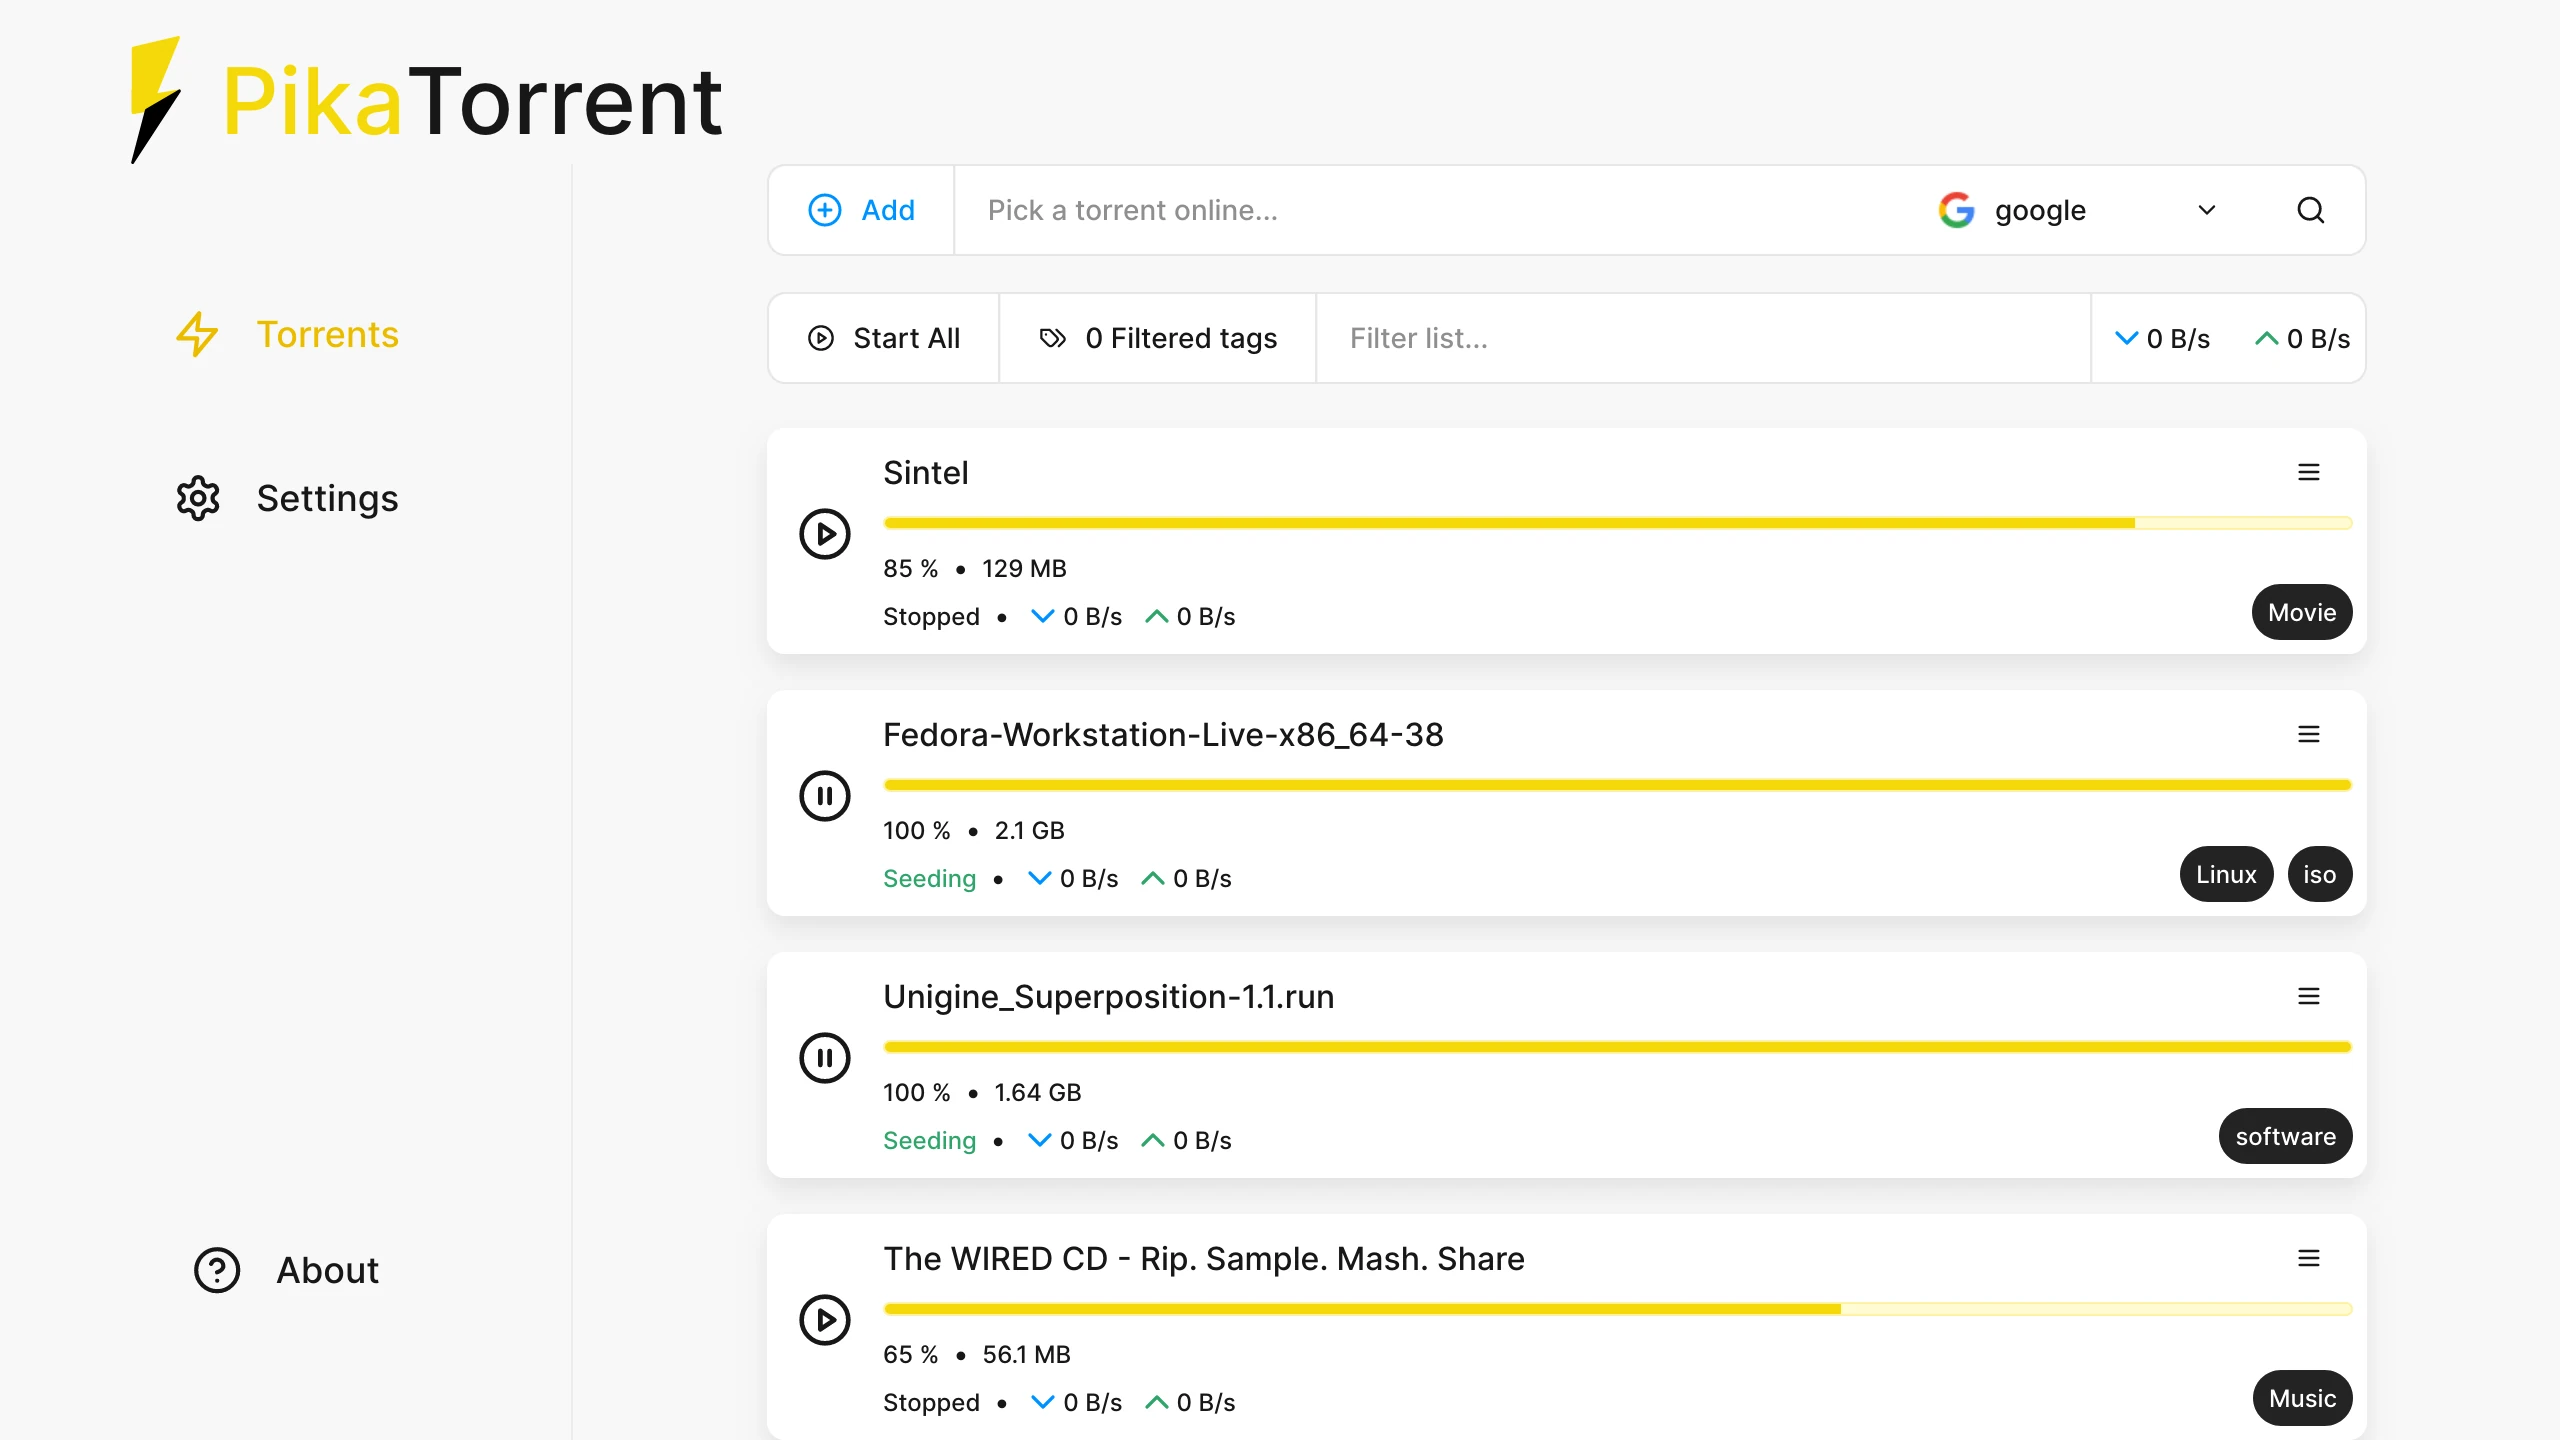 PikaTorrent
Add
Pick a torrent online...
google
Torrents
Start All
0 Filtered tags
Filter list...
0 B/s
0 B/s
Settings
Sintel
85 % • 129 MB
Stopped • 0 B/s 0 B/s
Movie
Fedora-Workstation-Live-x86_64-38
100 % • 2.1 GB
Seeding • 0 B/s 0 B/s
Linux
iso
Unigine_Superposition-1.1.run
100 % • 1.64 GB
Seeding • 0 B/s 0 B/s
software
About
The WIRED CD - Rip. Sample. Mash. Share
65 % • 56.1 MB
Stopped • 0 B/s 0 B/s
Music